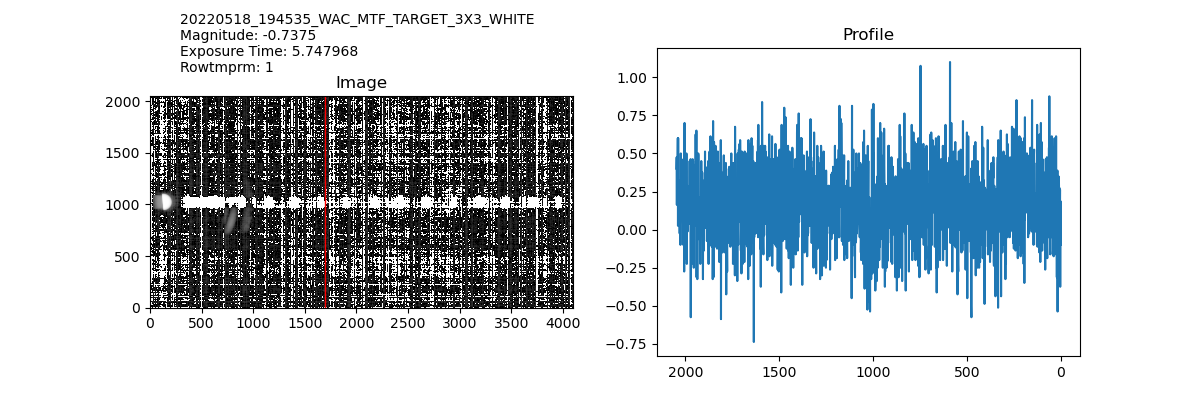 20220518_194535_WAC_MTF_TARGET_3X3_WHITE
Magnitude: -0.7375
Exposure Time: 5.747968
Rowtmprm: 1
Image
2000
1500
1000
500
0
0 500 1000 1500 2000 2500 3000 3500 4000
Profile
1.00
0.75
0.50
0.25
0.00
−0.25
−0.50
−0.75
2000 1500 1000 500 0